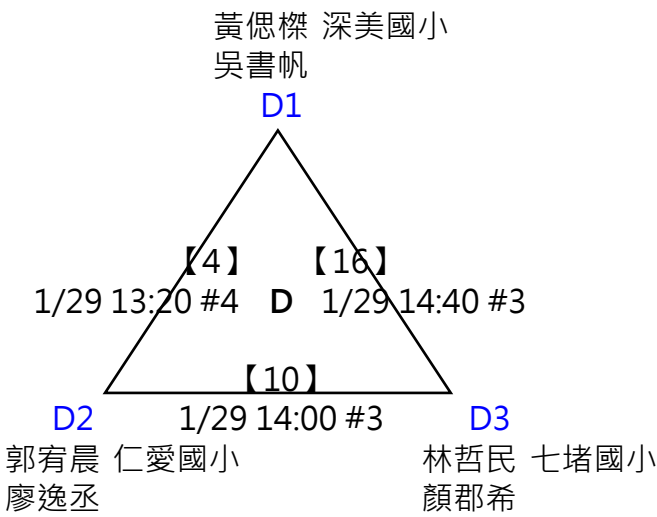 黃偲榤 深美國小
吳書帆
D1
【4】 【16】
1/29 13:20 #4 D 1/29 14:40 #3
【10】
D2 1/29 14:00 #3 D3
郭宥晨 仁愛國小 林哲民 七堵國小
廖逸丞 顏郡希